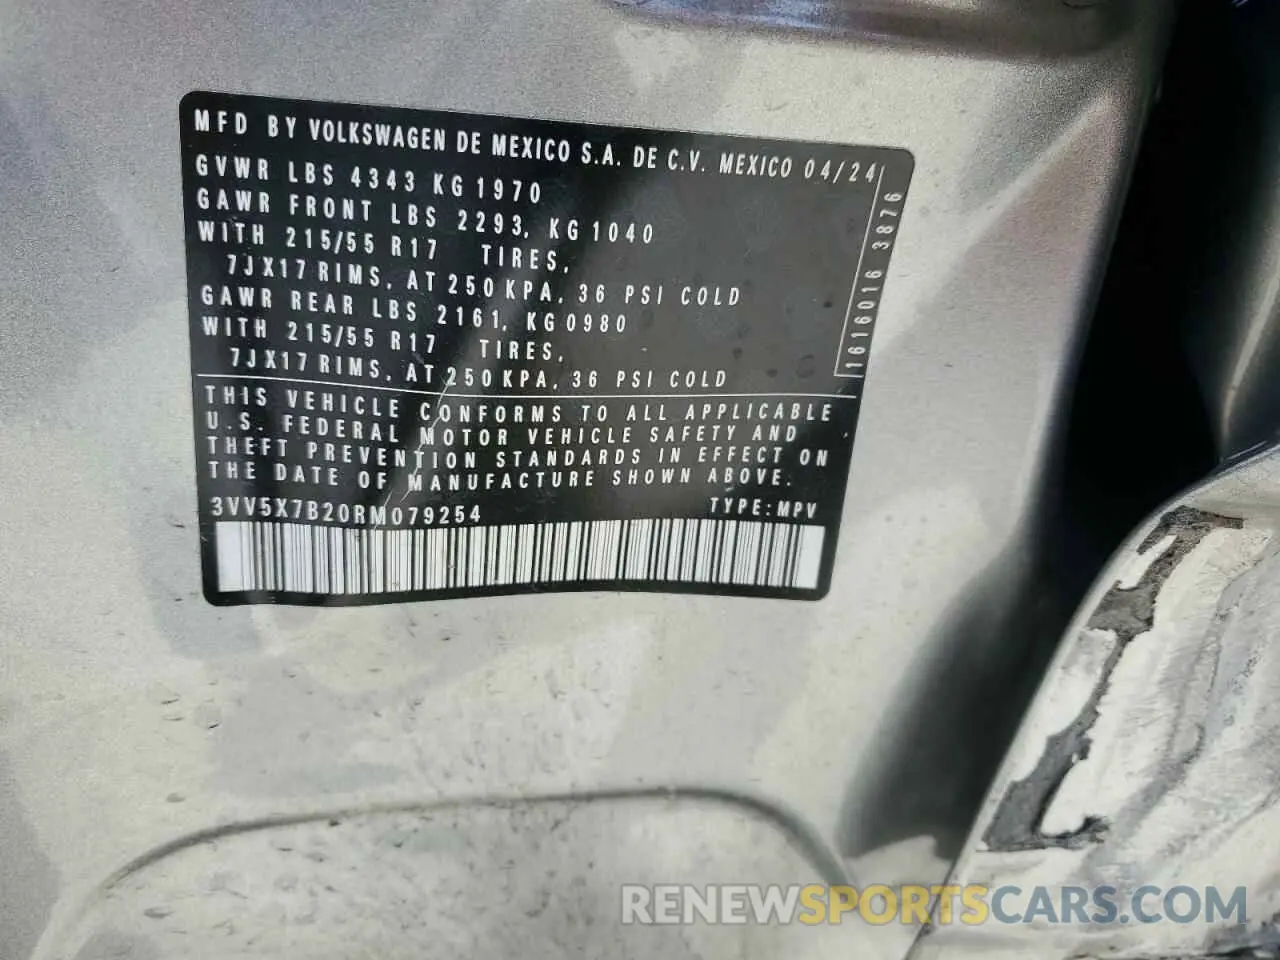 MFD BY VOLKSWAGEN DE MEXICO S.A. DE C.V. MEXICO 04/24
GVWR LBS 4343 KG 1970
GAWR FRONT LBS 2293, KG 1040
WITH 215/55 R17 TIRES,
7JX17 RIMS, AT 250 KPA, 36 PSI COLD
GAWR REAR LBS 2161, KG 0980
WITH 215/55 R17 TIRES,
7JX17 RIMS, AT 250 KPA, 36 PSI COLD
1616016 3876
THIS VEHICLE CONFORMS TO ALL APPLICABLE
U.S. FEDERAL MOTOR VEHICLE SAFETY AND
THEFT PREVENTION STANDARDS IN EFFECT ON
THE DATE OF MANUFACTURE SHOWN ABOVE.
3VV5X7B20RM079254 TYPE: MPV
RENEWSPORTSCARS.COM